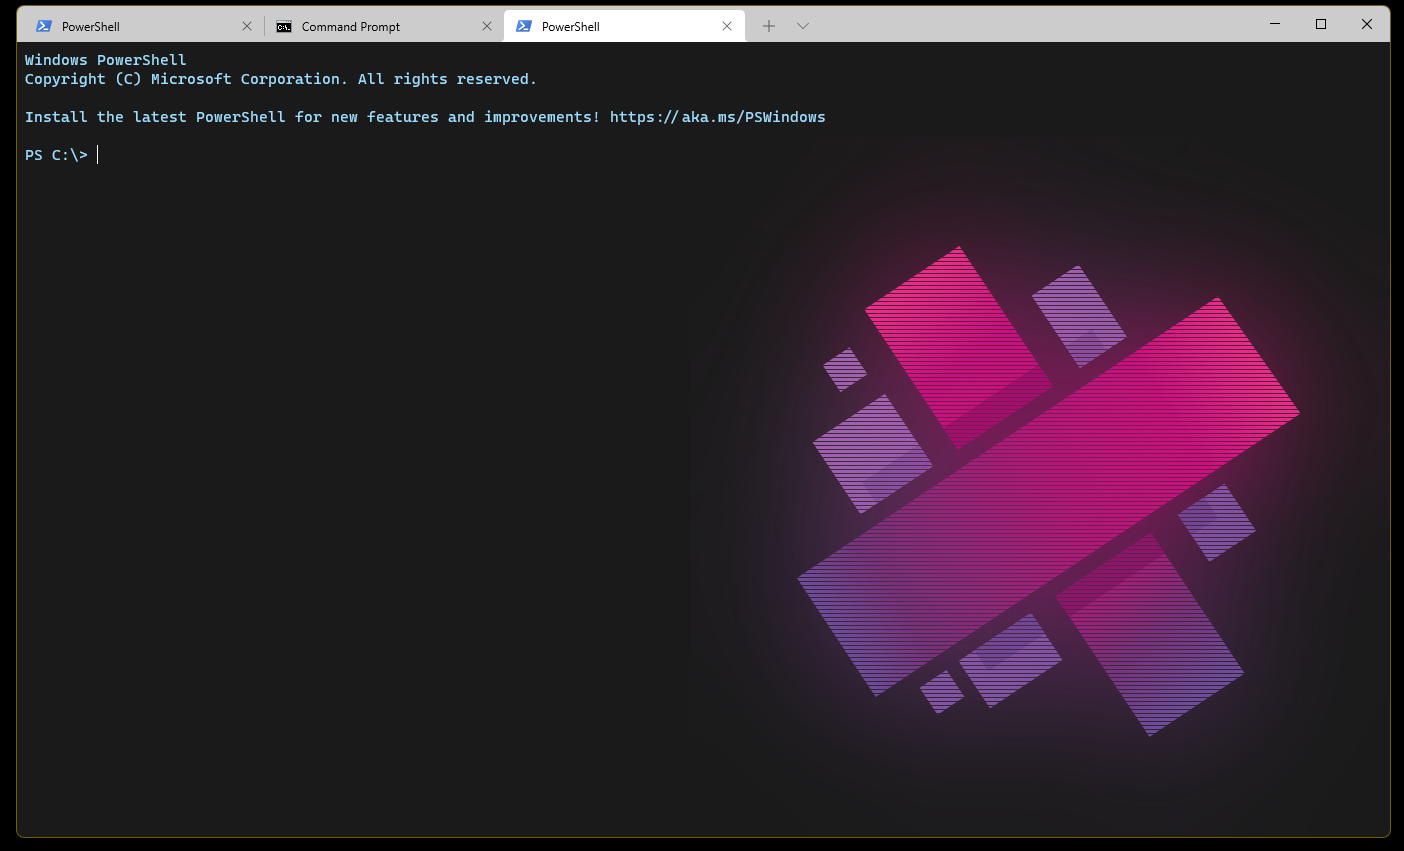 PowerShell
Command Prompt
PowerShell
Windows PowerShell
Copyright (C) Microsoft Corporation. All rights reserved.
Install the latest PowerShell for new features and improvements! https://aka.ms/PSWindows
PS C:\>